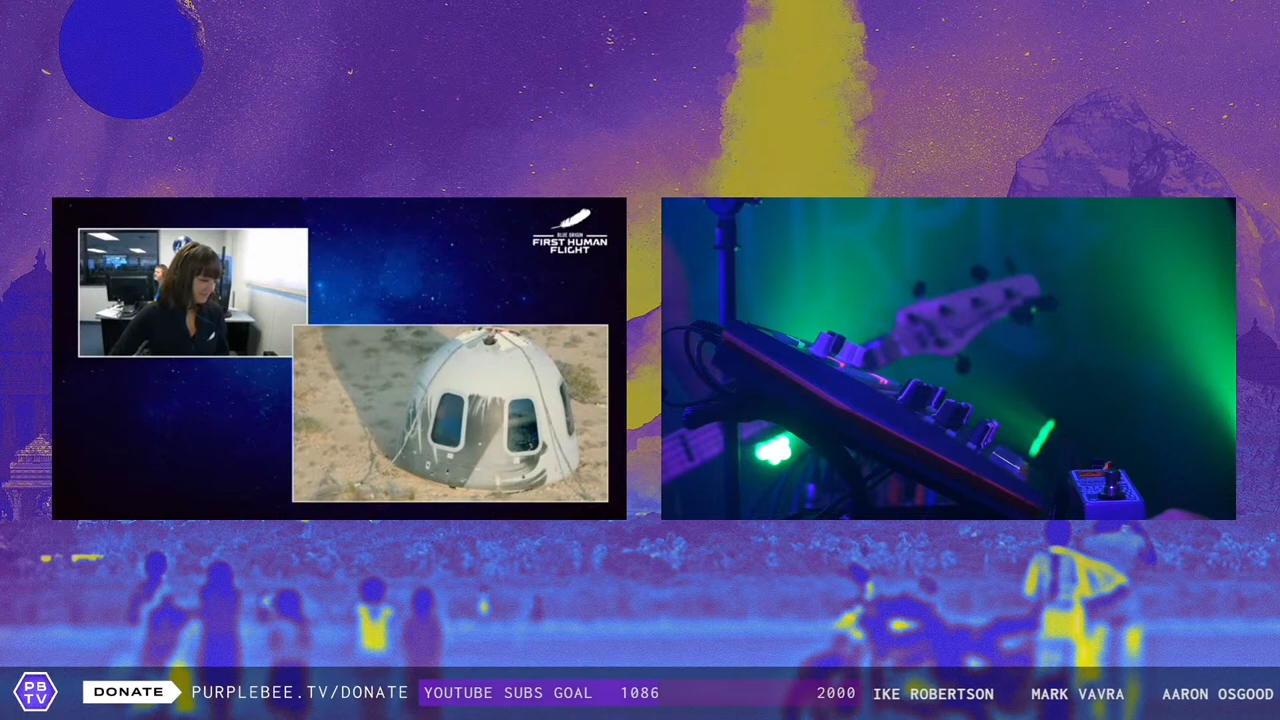 BLUE ORIGIN
FIRST HUMAN
FLIGHT
PB
TV
DONATE
PURPLEBEE.TV/DONATE
YOUTUBE SUBS GOAL 1086 2000
IKE ROBERTSON MARK VAVRA AARON OSGOOD